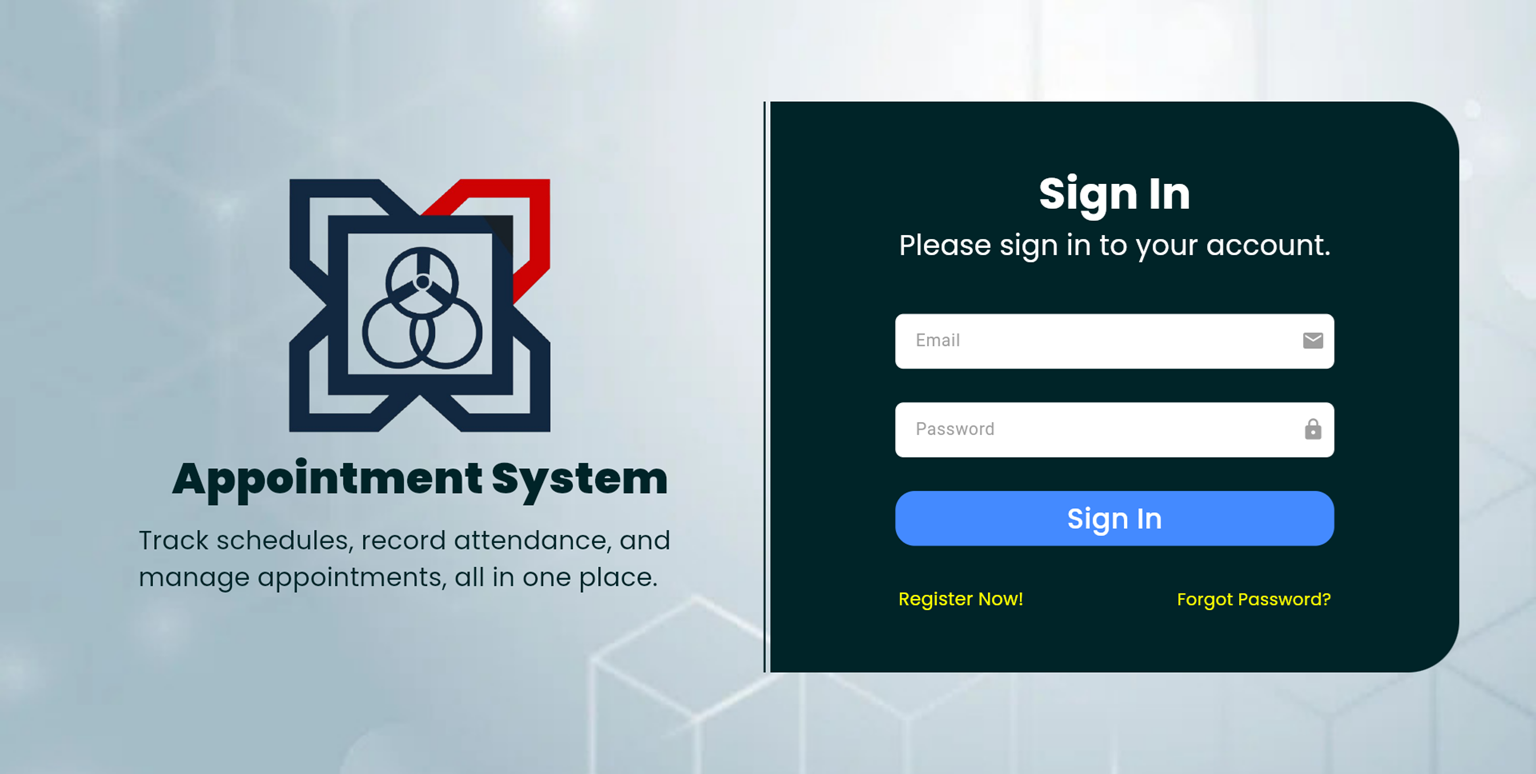 Appointment System
Track schedules, record attendance, and
manage appointments, all in one place.
Sign In
Please sign in to your account.
Email
Password
Sign In
Register Now!
Forgot Password?